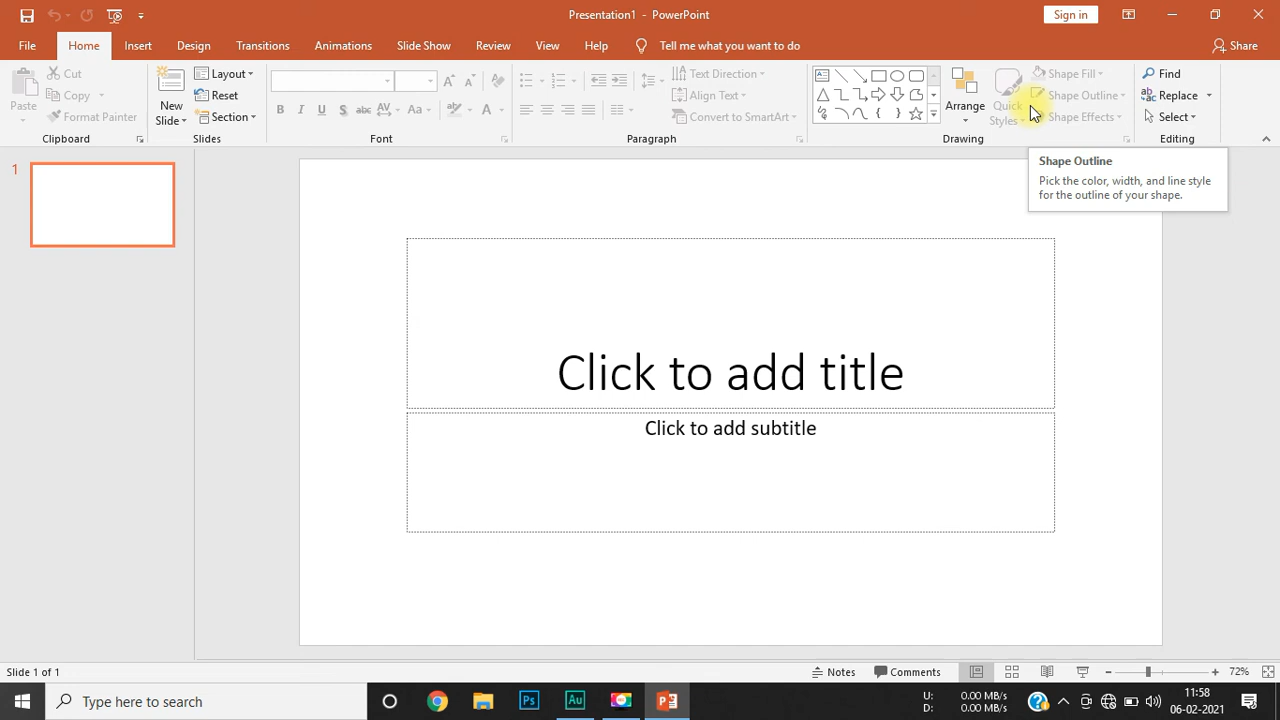 Presentation1 - PowerPoint
Sign in
File Home Insert Design Transitions Animations Slide Show Review View Help Tell me what you want to do Share
Paste
Cut
Copy
Format Painter
Clipboard
New
Slide
Layout
Reset
Section
Slides
B I U S abc AV Aa A
Font
Paragraph
Text Direction
Align Text
Convert to SmartArt
Arrange
Quick
Styles
Drawing
Shape Fill
Shape Outline
Shape Effects
Find
Replace
Select
Editing
Shape Outline
Pick the color, width, and line style
for the outline of your shape.
1
Click to add title
Click to add subtitle
Slide 1 of 1
Notes
Comments
72%
Type here to search
Ps
Au
U: 0.00 MB/s
D: 0.00 MB/s
11:58
06-02-2021